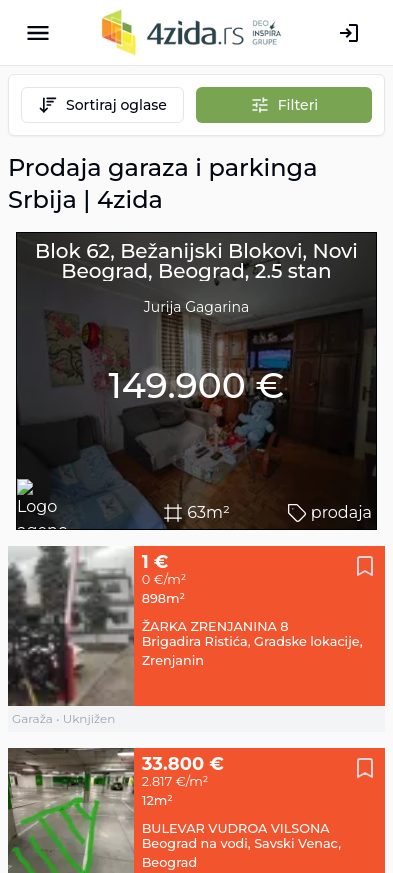 4zida.rs
DEO
INSPIRA
GRUPE
Sortiraj oglase
Filteri
Prodaja garaza i parkinga
Srbija | 4zida
Blok 62, Bežanijski Blokovi, Novi
Beograd, Beograd, 2.5 stan
Jurija Gagarina
149.900 €
Logo
63m²
prodaja
1 €
0 €/m²
898m²
ŽARKA ZRENJANINA 8
Brigadira Ristića, Gradske lokacije,
Zrenjanin
Garaža • Uknjižen
33.800 €
2.817 €/m²
12m²
BULEVAR VUDROA VILSONA
Beograd na vodi, Savski Venac,
Beograd